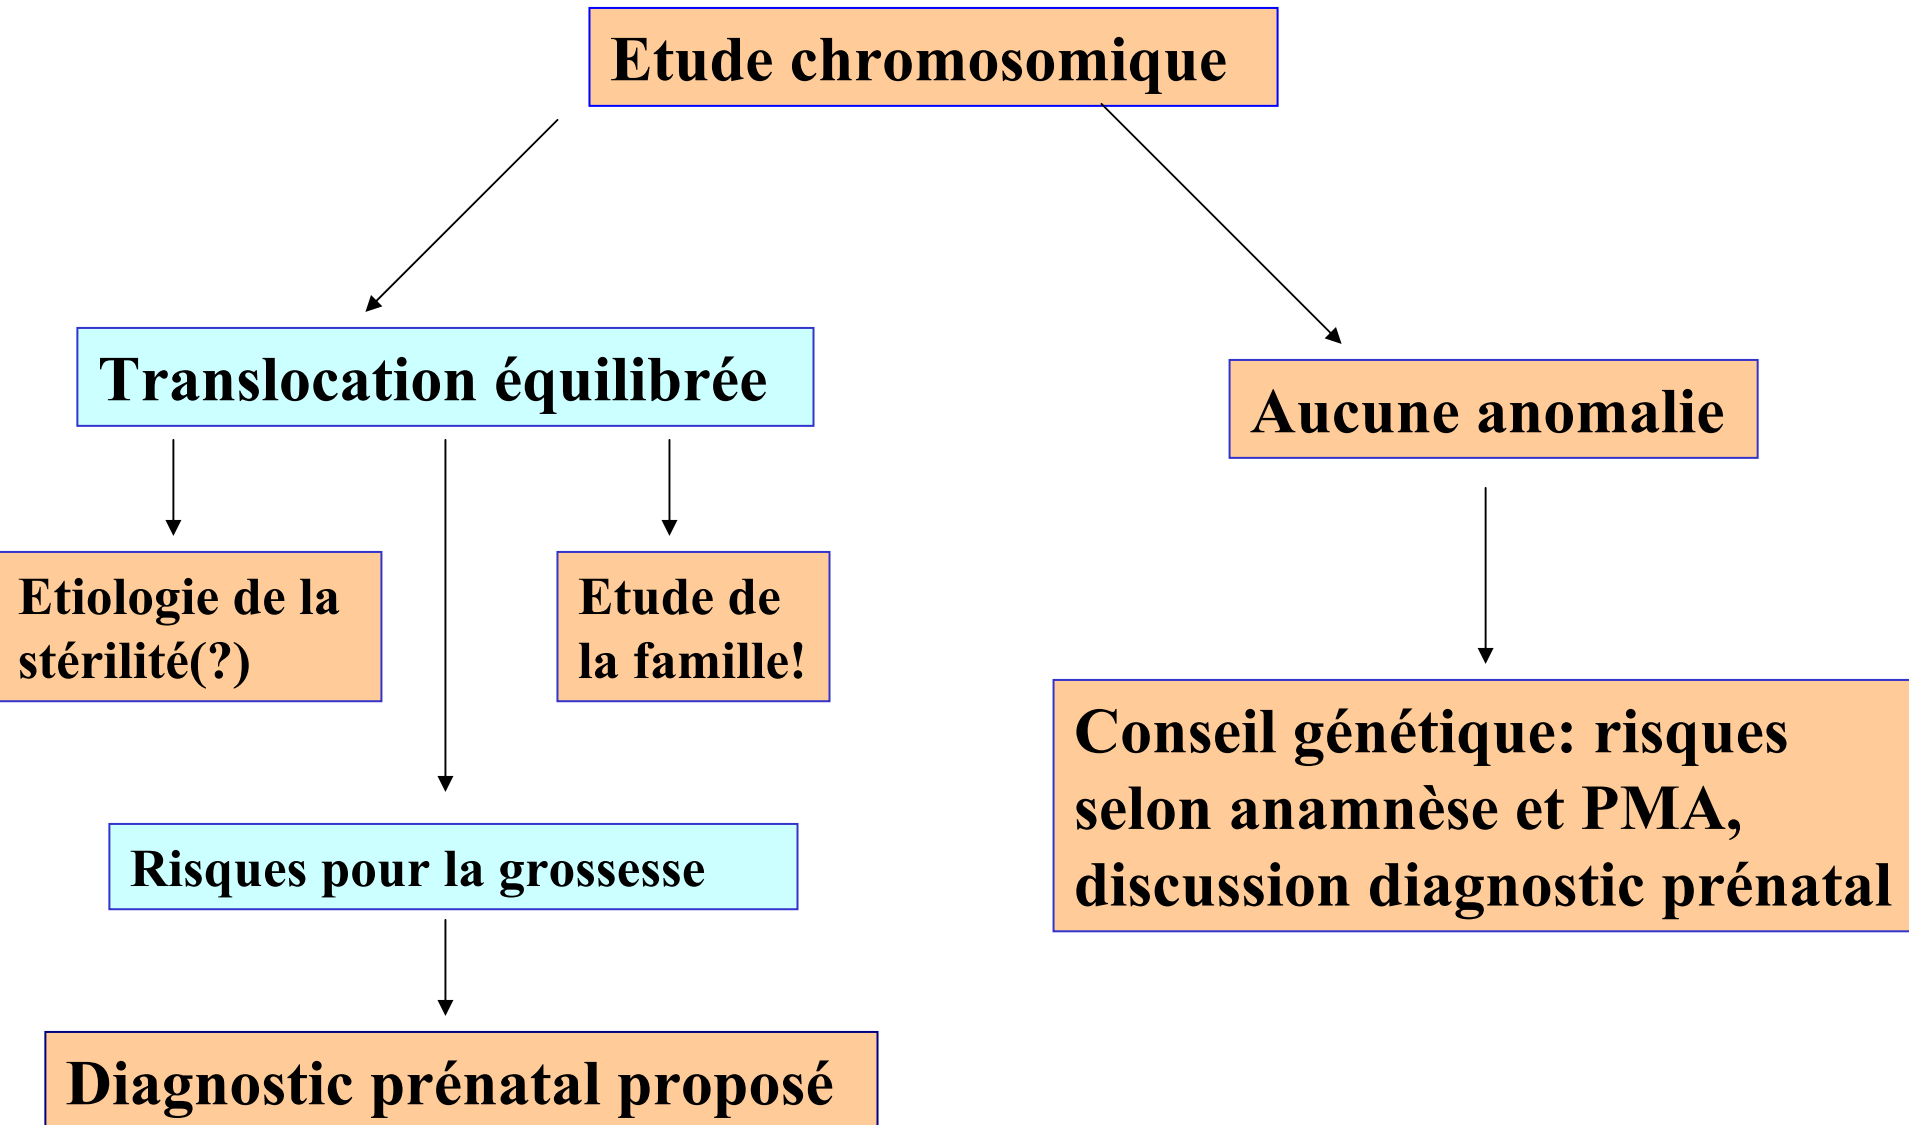 Etude chromosomique
Translocation équilibrée
Aucune anomalie
Etiologie de la
stérilité(?)
Etude de
la famille!
Conseil génétique: risques
selon anamnèse et PMA,
discussion diagnostic prénatal
Risques pour la grossesse
Diagnostic prénatal proposé